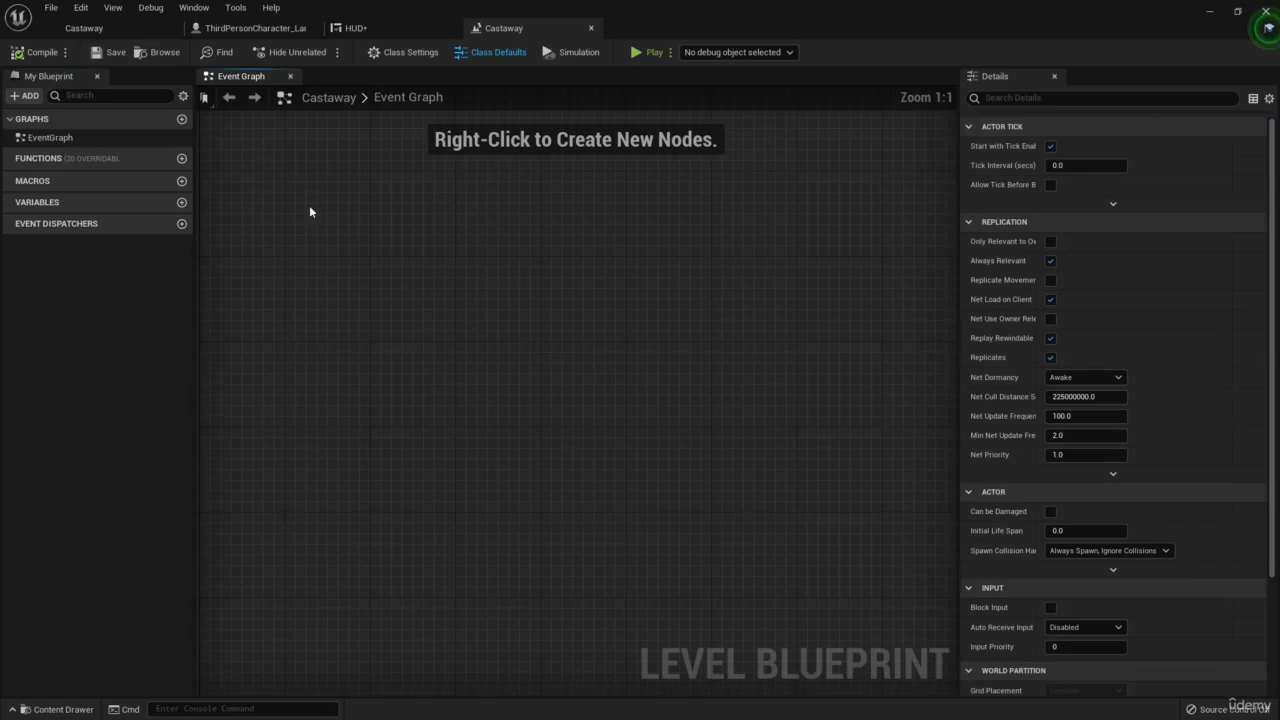 File Edit View Debug Window Tools Help
Castaway ThirdPersonCharacter_Lar HUD* Castaway
Compile Save Browse Find Hide Unrelated Class Settings Class Defaults Simulation Play No debug object selected
My Blueprint Event Graph Details
+ ADD Search Castaway > Event Graph Zoom 1:1 Search Details
GRAPHS
EventGraph
FUNCTIONS (20 OVERRIDABL
MACROS
VARIABLES
EVENT DISPATCHERS
Right-Click to Create New Nodes.
LEVEL BLUEPRINT
ACTOR TICK
Start with Tick Enal
Tick Interval (secs) 0.0
Allow Tick Before B
REPLICATION
Only Relevant to Ow
Always Relevant
Replicate Movemer
Net Load on Client
Net Use Owner Rele
Replay Rewindable
Replicates
Net Dormancy Awake
Net Cull Distance S 225000000.0
Net Update Frequen 100.0
Min Net Update Fre 2.0
Net Priority 1.0
ACTOR
Can be Damaged
Initial Life Span 0.0
Spawn Collision Har Always Spawn, Ignore Collisions
INPUT
Block Input
Auto Receive Input Disabled
Input Priority 0
WORLD PARTITION
Grid Placement
Content Drawer Cmd Enter Console Command Source Control Off
udemy